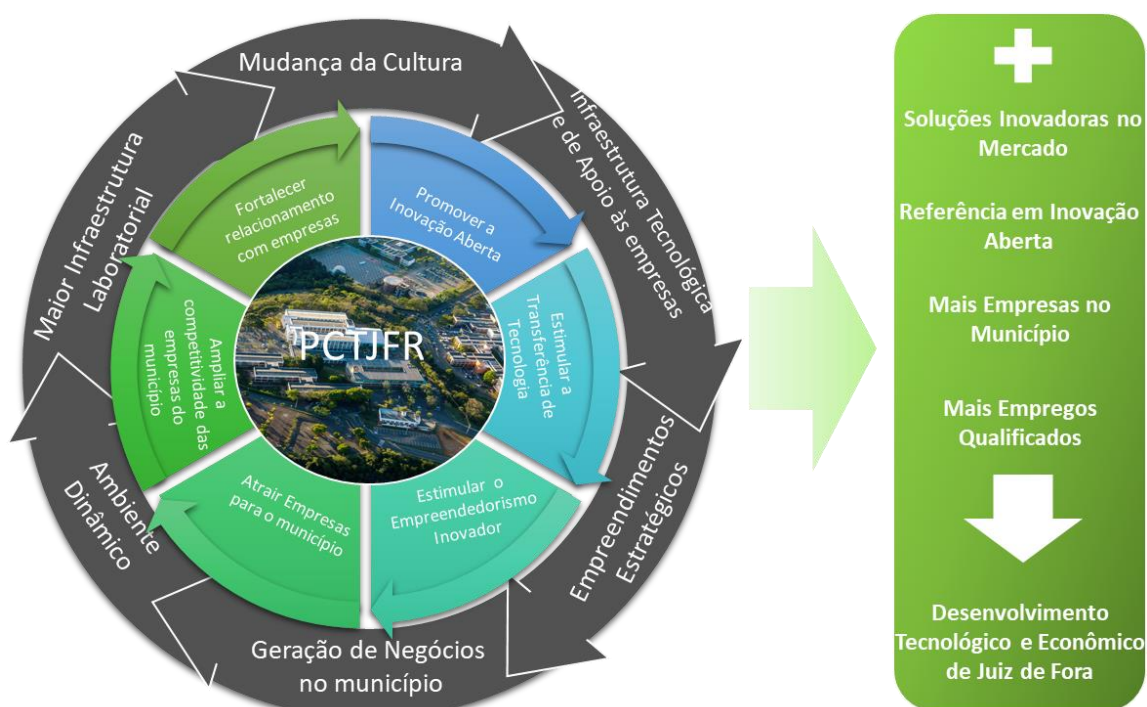 Mudança da Cultura
Infraestrutura Tecnológica
e de Apoio às empresas
Empreendimentos
Estratégicos
Geração de Negócios
no município
Ambiente
Dinâmico
Maior Infraestrutura
Laboratorial
Promover a
Inovação Aberta
Estimular a
Transferência de
Tecnologia
Estimular o
Empreendedorismo
Inovador
Atrair Empresas
para o município
Ampliar a
competitividade das
empresas do
município
Fortalecer
relacionamento
com empresas
PCTJFR
Soluções Inovadoras no
Mercado
Referência em Inovação
Aberta
Mais Empresas no
Município
Mais Empregos
Qualificados
Desenvolvimento
Tecnológico e Econômico
de Juiz de Fora